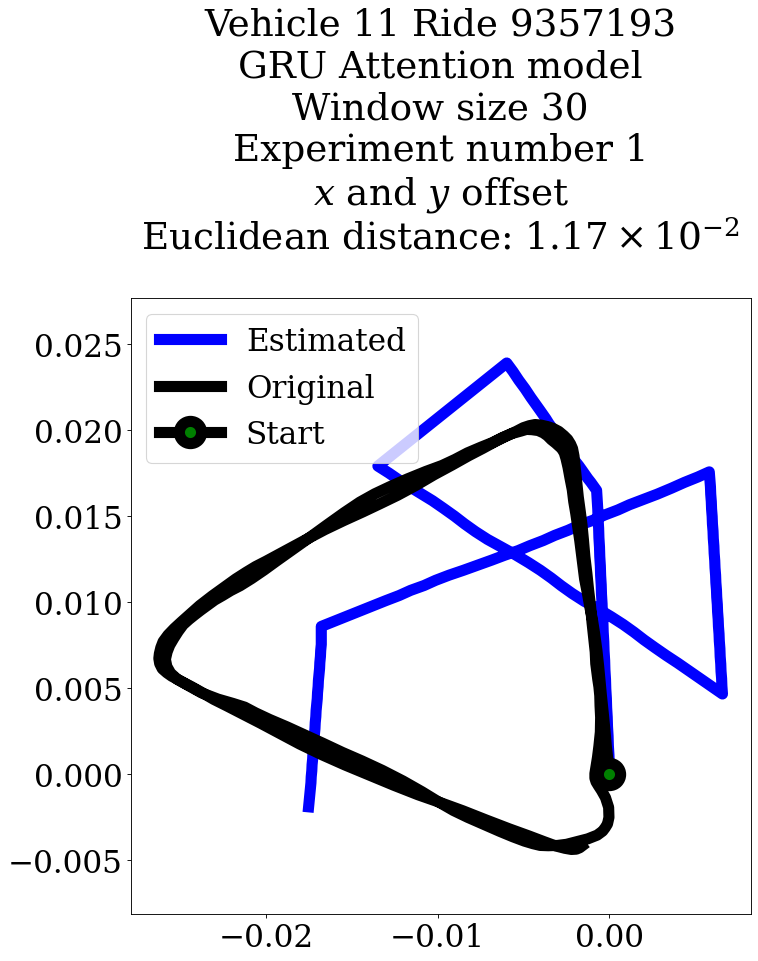 Vehicle 11 Ride 9357193
GRU Attention model
Window size 30
Experiment number 1
x and y offset
Euclidean distance: 1.17 × 10⁻²
Estimated
Original
Start
0.025
0.020
0.015
0.010
0.005
0.000
−0.005
−0.02 −0.01 0.00